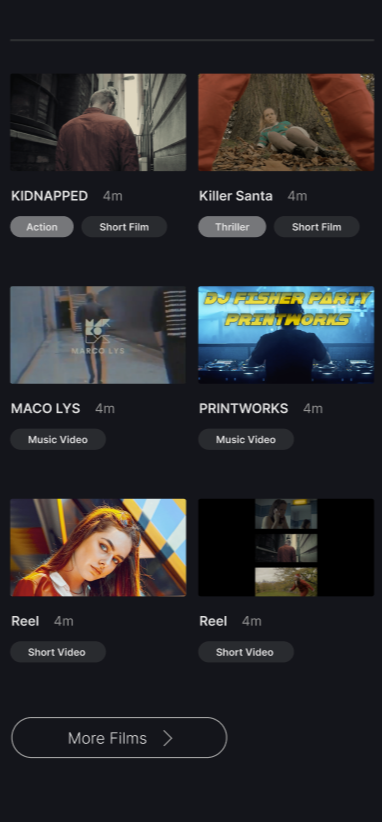 KIDNAPPED 4m
Killer Santa 4m
Action
Short Film
Thriller
Short Film
MARCO LYS
DJ FISHER PARTY
PRINTWORKS
MACO LYS 4m
PRINTWORKS 4m
Music Video
Music Video
Reel 4m
Reel 4m
Short Video
Short Video
More Films